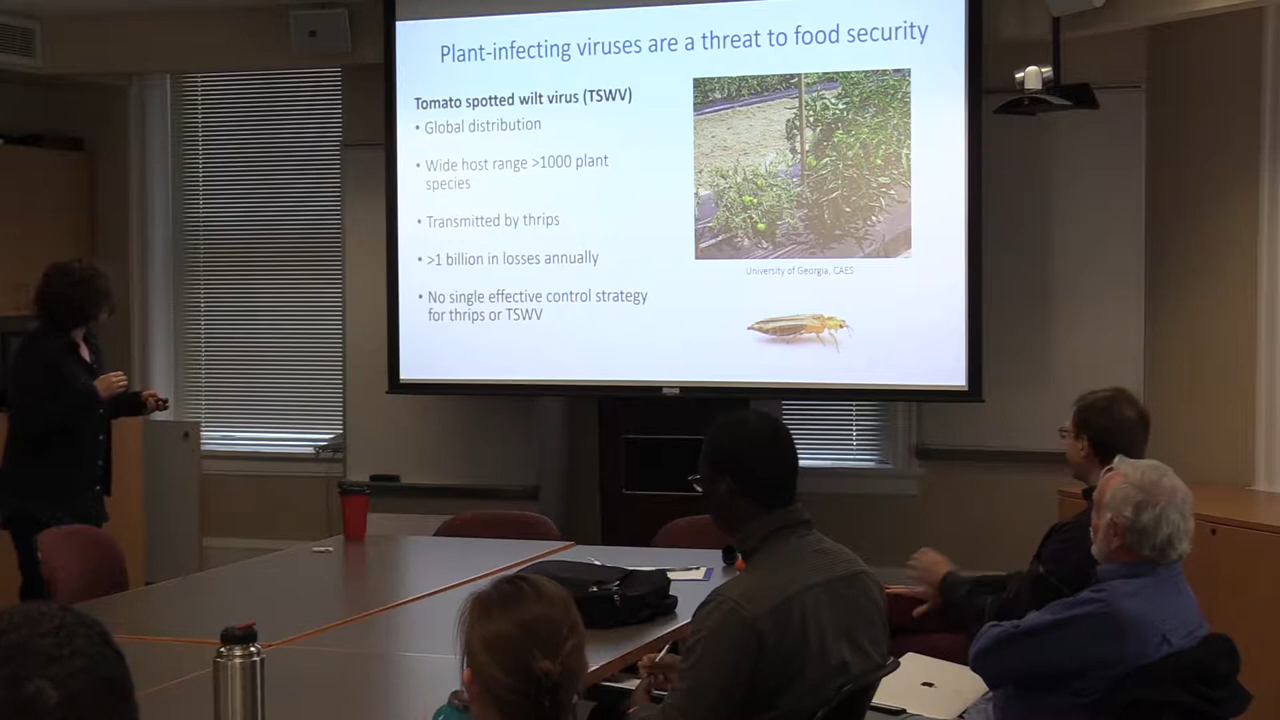 Plant-infecting viruses are a threat to food security
Tomato spotted wilt virus (TSWV)
• Global distribution
• Wide host range >1000 plant
species
• Transmitted by thrips
• >1 billion in losses annually
• No single effective control strategy
for thrips or TSWV
University of Georgia, CAES